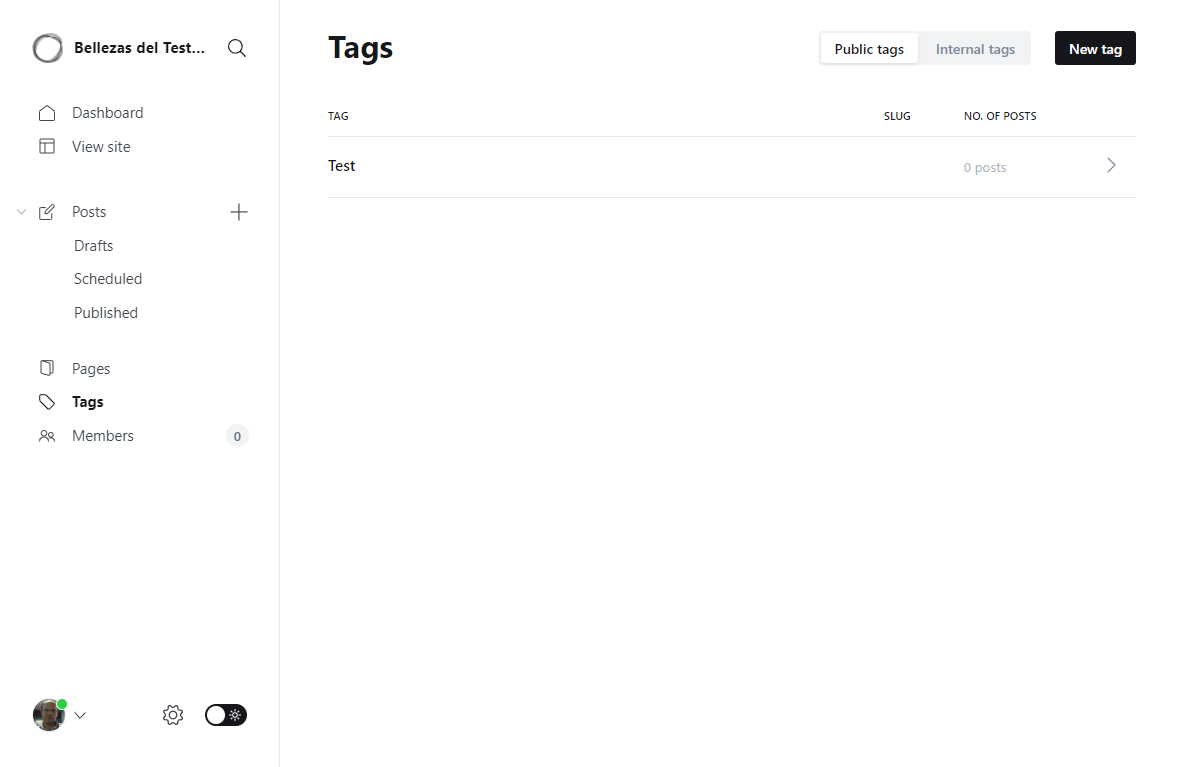 Bellezas del Test...
Dashboard
View site
Posts
Drafts
Scheduled
Published
Pages
Tags
Members 0
Tags
Public tags Internal tags New tag
TAG SLUG NO. OF POSTS
Test 0 posts